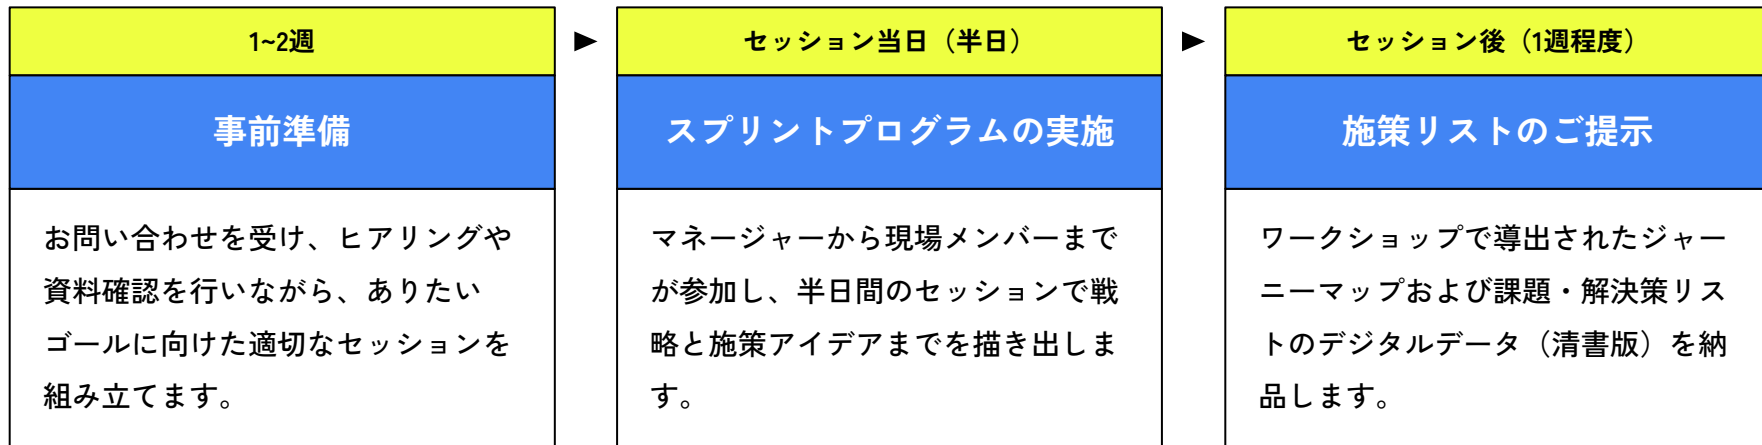 1~2週
事前準備
お問い合わせを受け、ヒアリングや
資料確認を行いながら、ありたい
ゴールに向けた適切なセッションを
組み立てます。
▶
セッション当日（半日）
スプリントプログラムの実施
マネージャーから現場メンバーまで
が参加し、半日間のセッションで戦
略と施策アイデアまでを描き出しま
す。
▶
セッション後（1週程度）
施策リストのご提示
ワークショップで導出されたジャー
ニーマップおよび課題・解決策リス
トのデジタルデータ（清書版）を納
品します。